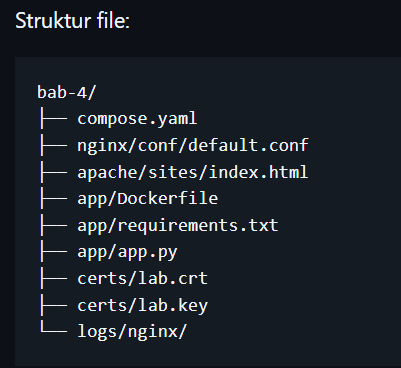 Struktur file:
bab-4/
├── compose.yaml
├── nginx/conf/default.conf
├── apache/sites/index.html
├── app/Dockerfile
├── app/requirements.txt
├── app/app.py
├── certs/lab.crt
├── certs/lab.key
└── logs/nginx/